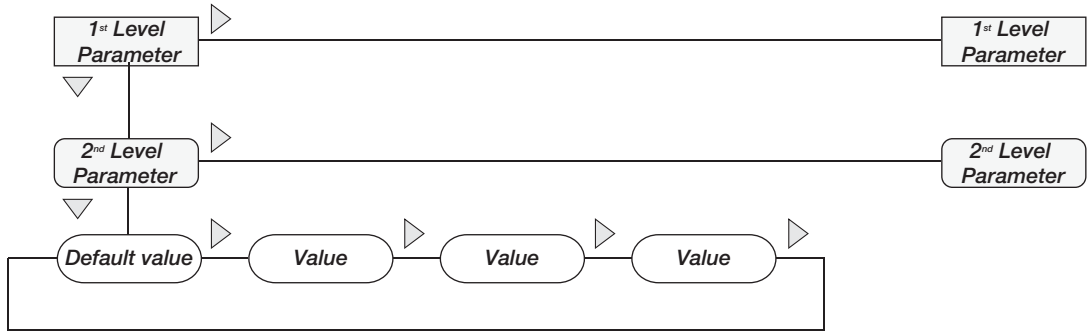 1st Level
Parameter
1st Level
Parameter
2nd Level
Parameter
2nd Level
Parameter
Default value
Value
Value
Value